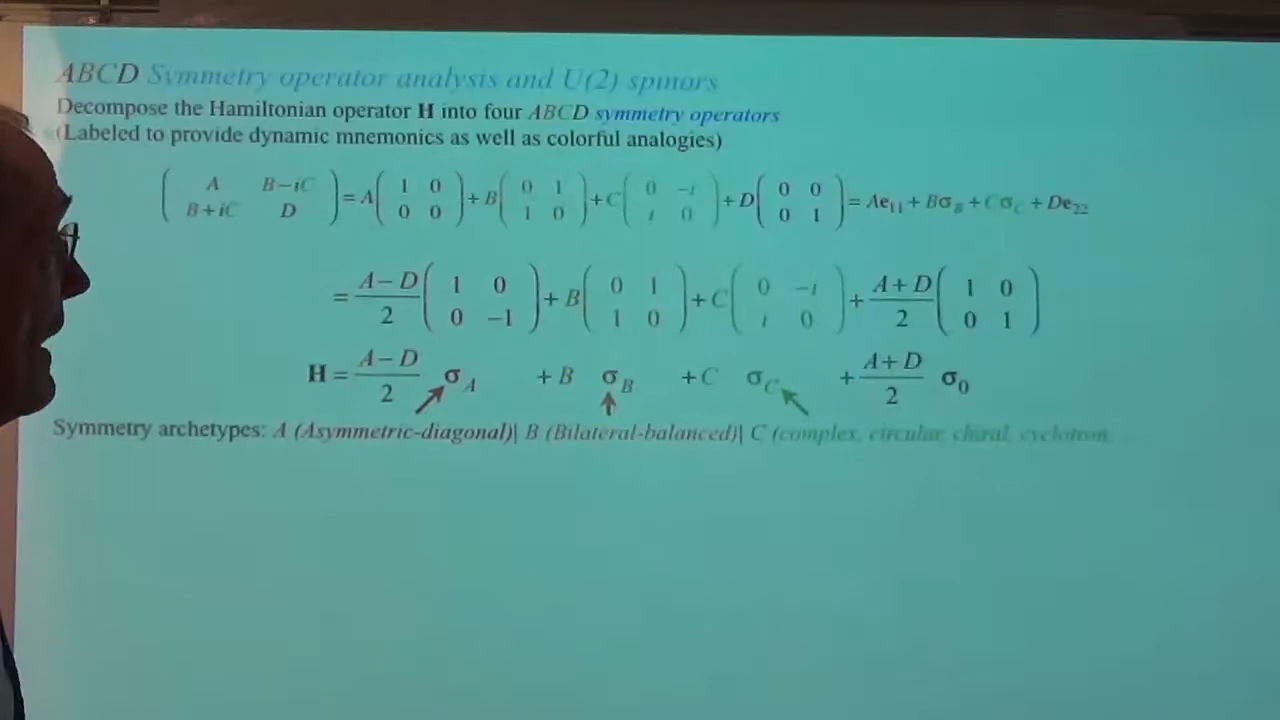 ABCD Symmetry operator analysis and U(2) spinors
Decompose the Hamiltonian operator H into four ABCD symmetry operators
(Labeled to provide dynamic mnemonics as well as colorful analogies)
( A B−iC ; B+iC D ) = A( 1 0 ; 0 0 ) + B( 0 1 ; 1 0 ) + C( 0 −i ; i 0 ) + D( 0 0 ; 0 1 ) = Ae₁₁ + Bσ_B + Cσ_C + De₂₂
= A−D/2 ( 1 0 ; 0 −1 ) + B( 0 1 ; 1 0 ) + C( 0 −i ; i 0 ) + A+D/2 ( 1 0 ; 0 1 )
H = A−D/2 σ_A + B σ_B + C σ_C + A+D/2 σ₀
Symmetry archetypes: A (Asymmetric-diagonal)| B (Bilateral-balanced)| C (complex, circular, chiral, cyclotron